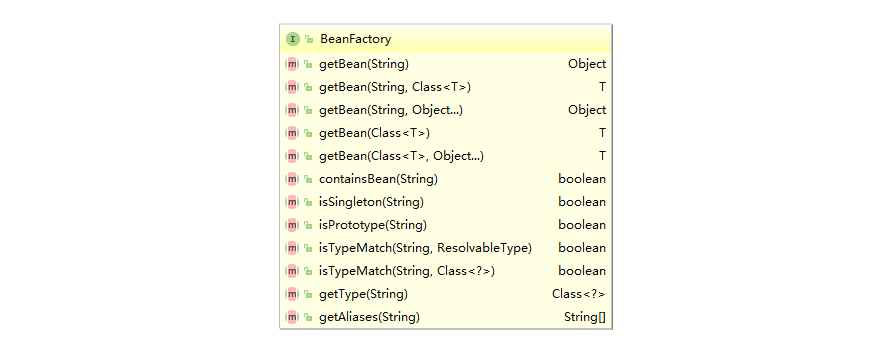 BeanFactory
getBean(String) Object
getBean(String, Class<T>) T
getBean(String, Object...) Object
getBean(Class<T>) T
getBean(Class<T>, Object...) T
containsBean(String) boolean
isSingleton(String) boolean
isPrototype(String) boolean
isTypeMatch(String, ResolvableType) boolean
isTypeMatch(String, Class<?>) boolean
getType(String) Class<?>
getAliases(String) String[]